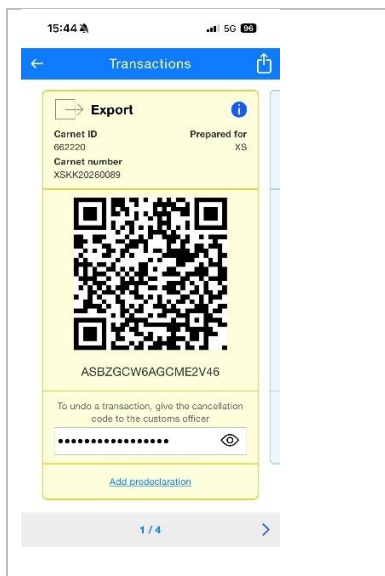 15:44
5G 96
Transactions
Export
Carnet ID Prepared for
662220 XS
Carnet number
XSKK20260089
ASBZGCW6AGCME2V46
To undo a transaction, give the cancellation
code to the customs officer
•••••••••••••••••
Add predeclaration
1 / 4